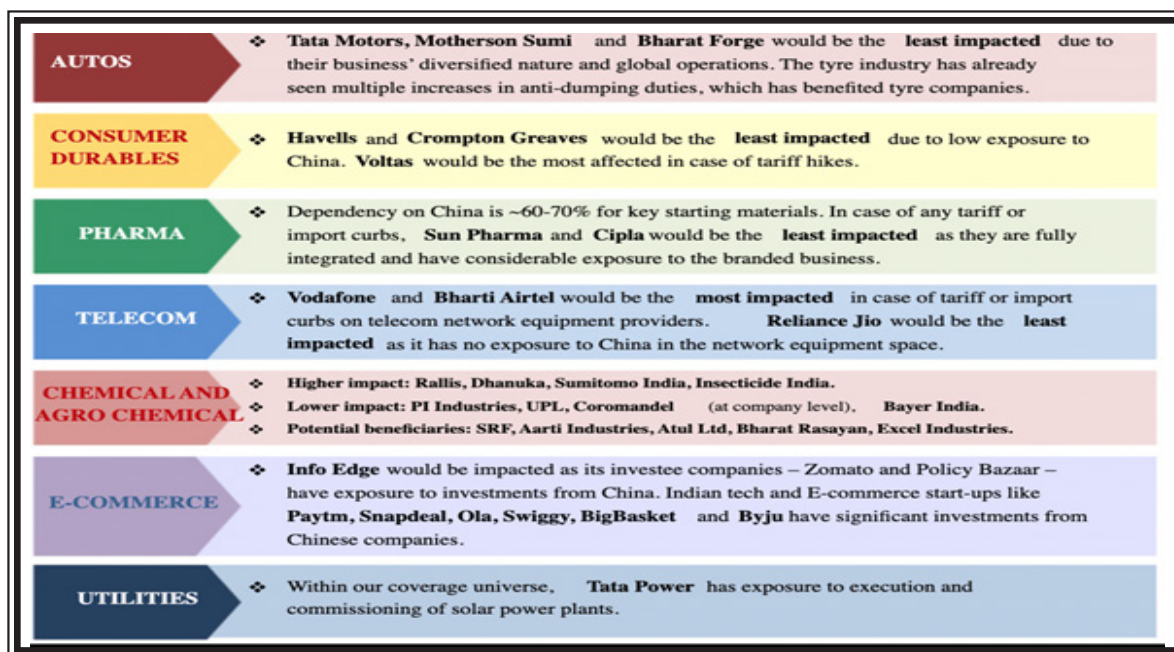 AUTOS
❖ Tata Motors, Motherson Sumi and Bharat Forge would be the least impacted due to
their business’ diversified nature and global operations. The tyre industry has already
seen multiple increases in anti-dumping duties, which has benefited tyre companies.
CONSUMER
DURABLES
❖ Havells and Crompton Greaves would be the least impacted due to low exposure to
China. Voltas would be the most affected in case of tariff hikes.
PHARMA
❖ Dependency on China is ~60-70% for key starting materials. In case of any tariff or
import curbs, Sun Pharma and Cipla would be the least impacted as they are fully
integrated and have considerable exposure to the branded business.
TELECOM
❖ Vodafone and Bharti Airtel would be the most impacted in case of tariff or import
curbs on telecom network equipment providers. Reliance Jio would be the least
impacted as it has no exposure to China in the network equipment space.
CHEMICAL AND
AGRO CHEMICAL
❖ Higher impact: Rallis, Dhanuka, Sumitomo India, Insecticide India.
❖ Lower impact: PI Industries, UPL, Coromandel (at company level), Bayer India.
❖ Potential beneficiaries: SRF, Aarti Industries, Atul Ltd, Bharat Rasayan, Excel Industries.
E-COMMERCE
❖ Info Edge would be impacted as its investee companies – Zomato and Policy Bazaar –
have exposure to investments from China. Indian tech and E-commerce start-ups like
Paytm, Snapdeal, Ola, Swiggy, BigBasket and Byju have significant investments from
Chinese companies.
UTILITIES
❖ Within our coverage universe, Tata Power has exposure to execution and
commissioning of solar power plants.